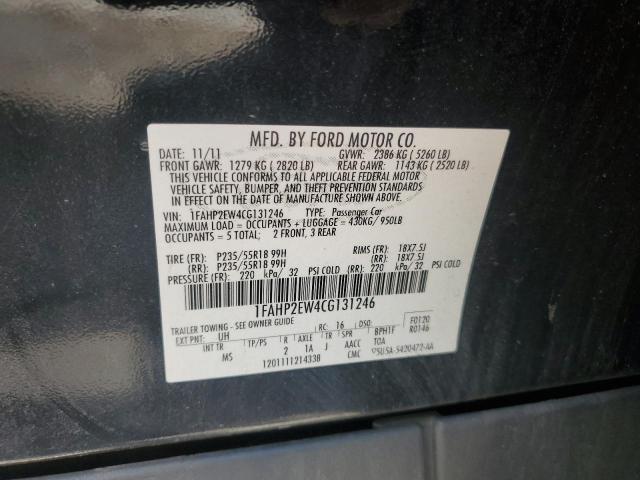 MFD. BY FORD MOTOR CO.
DATE: 11/11 GVWR: 2386 KG ( 5260 LB)
FRONT GAWR: 1279 KG ( 2820 LB) REAR GAWR: 1143 KG ( 2520 LB)
THIS VEHICLE CONFORMS TO ALL APPLICABLE FEDERAL MOTOR
VEHICLE SAFETY, BUMPER, AND THEFT PREVENTION STANDARDS
IN EFFECT ON THE DATE OF MANUFACTURE SHOWN ABOVE.
VIN: 1FAHP2EW4CG131246 TYPE: Passenger Car
MAXIMUM LOAD = OCCUPANTS + LUGGAGE = 430KG/ 950LB
OCCUPANTS = 5 TOTAL; 2 FRONT, 3 REAR
TIRE (FR): P235/55R18 99H RIMS (FR): 18X7.5J
(RR): P235/55R18 99H (RR): 18X7.5J
PRESSURE (FR): 220 kPa/ 32 PSI COLD (RR): 220 kPa/ 32 PSI COLD
1FAHP2EW4CG131246
TRAILER TOWING - SEE OWNER GUIDE RC: 16 DSO: F0120
EXT PNT: UH R0146
INT TR TP/PS R AXLE TR SPR BPH1F
MS 2 1A J AACC TOA
1201111214338 CMC 5U5A-5420472-AA